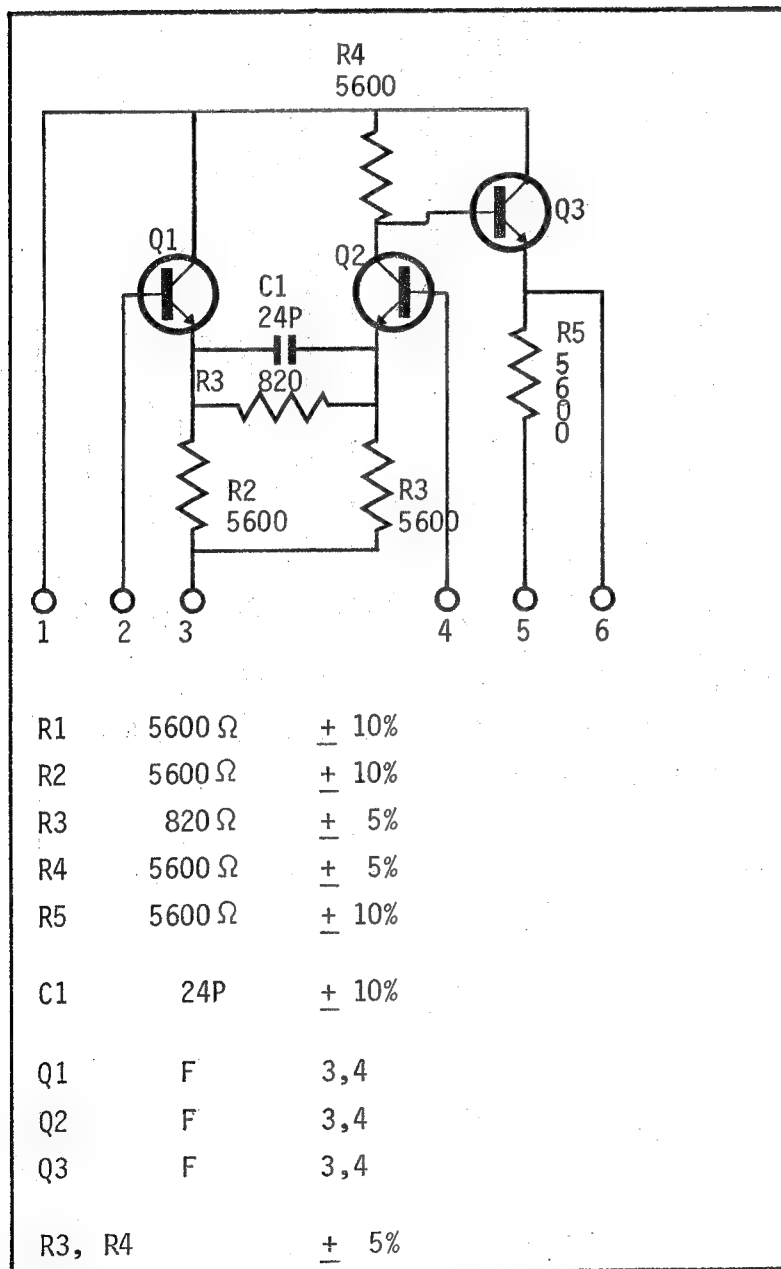 R4
5600
Q3
Q1
Q2
C1
24P
R3 820
R5
5
6
0
0
R2
5600
R3
5600
1 2 3 4 5 6
R1 5600 Ω ± 10%
R2 5600 Ω ± 10%
R3 820 Ω ± 5%
R4 5600 Ω ± 5%
R5 5600 Ω ± 10%
C1 24P ± 10%
Q1 F 3,4
Q2 F 3,4
Q3 F 3,4
R3, R4 ± 5%